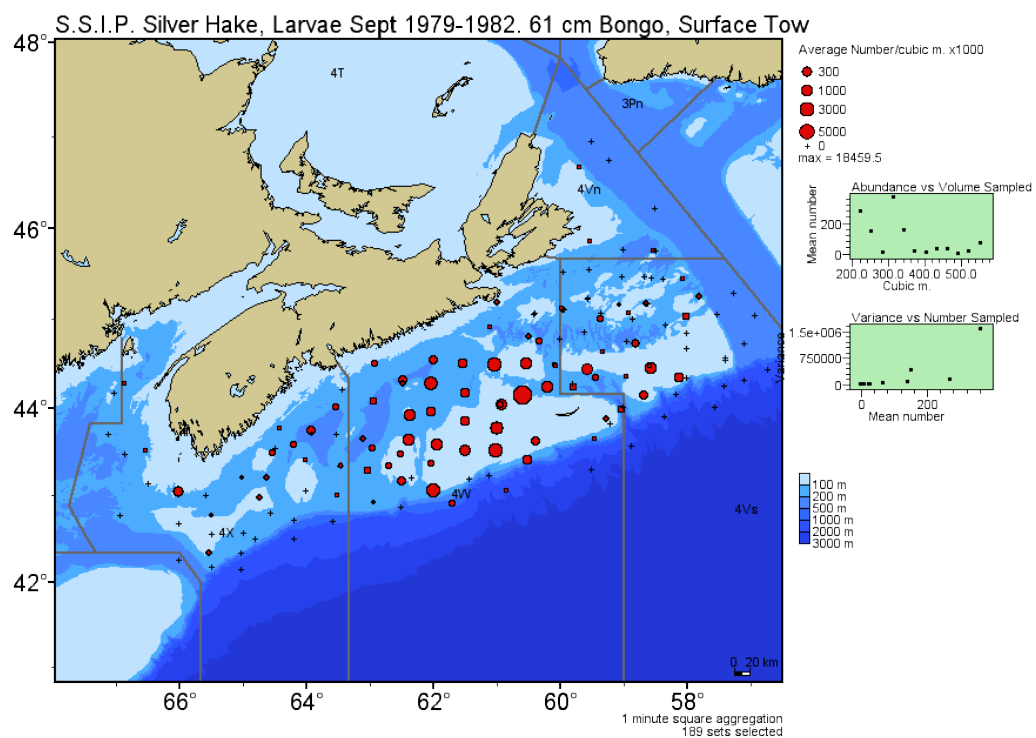 S.S.I.P. Silver Hake, Larvae Sept 1979-1982. 61 cm Bongo, Surface Tow
48°
46°
44°
42°
66°
64°
62°
60°
58°
4T
3Pn
4Vn
4W
4X
4Vs
0 20 km
1 minute square aggregation
189 sets selected
Average Number/cubic m. x1000
300
1000
3000
5000
0
max = 18459.5
Abundance vs Volume Sampled
Mean number
200
0
200.0 300.0 400.0 500.0
Cubic m.
Variance vs Number Sampled
Variance
1.5e+006
750000
0
0 200
Mean number
100 m
200 m
500 m
1000 m
2000 m
3000 m